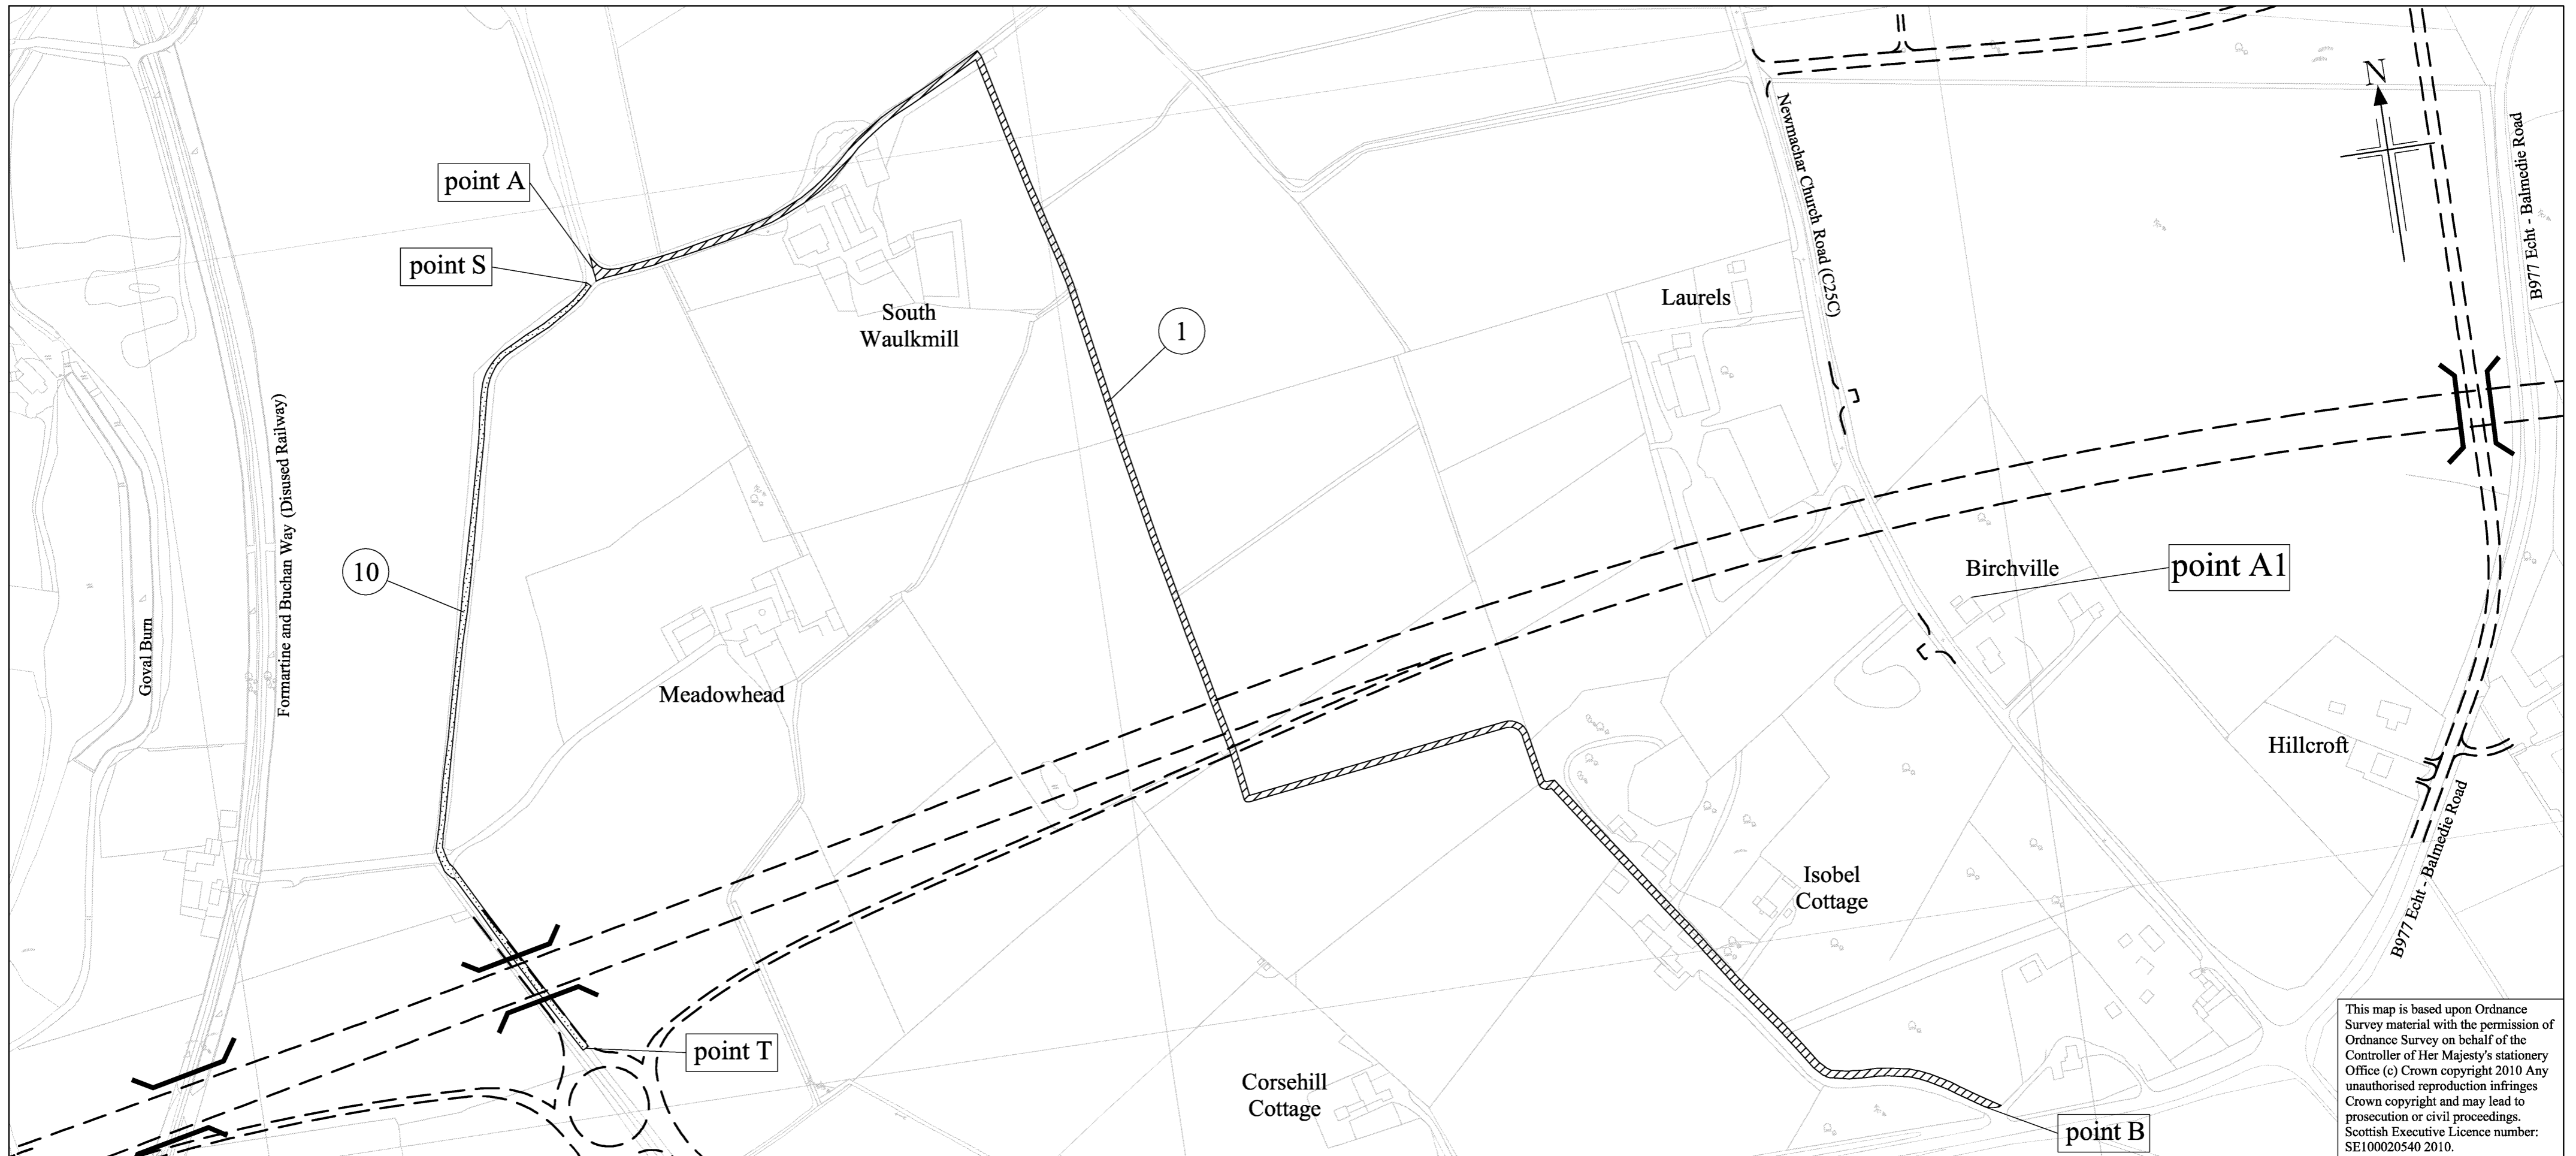 N
Newmachar Church Road (C25C)
B977 Echt - Balmedie Road
point A
point S
South
Waulkmill
Laurels
1
Formartine and Buchan Way (Disused Railway)
10
Goval Burn
Birchville
point A1
Meadowhead
Hillcroft
Isobel
Cottage
B977 Echt - Balmedie Road
point T
Corsehill
Cottage
point B
This map is based upon Ordnance
Survey material with the permission of
Ordnance Survey on behalf of the
Controller of Her Majesty's stationery
Office (c) Crown copyright 2010 Any
unauthorised reproduction infringes
Crown copyright and may lead to
prosecution or civil proceedings.
Scottish Executive Licence number:
SE100020540 2010.